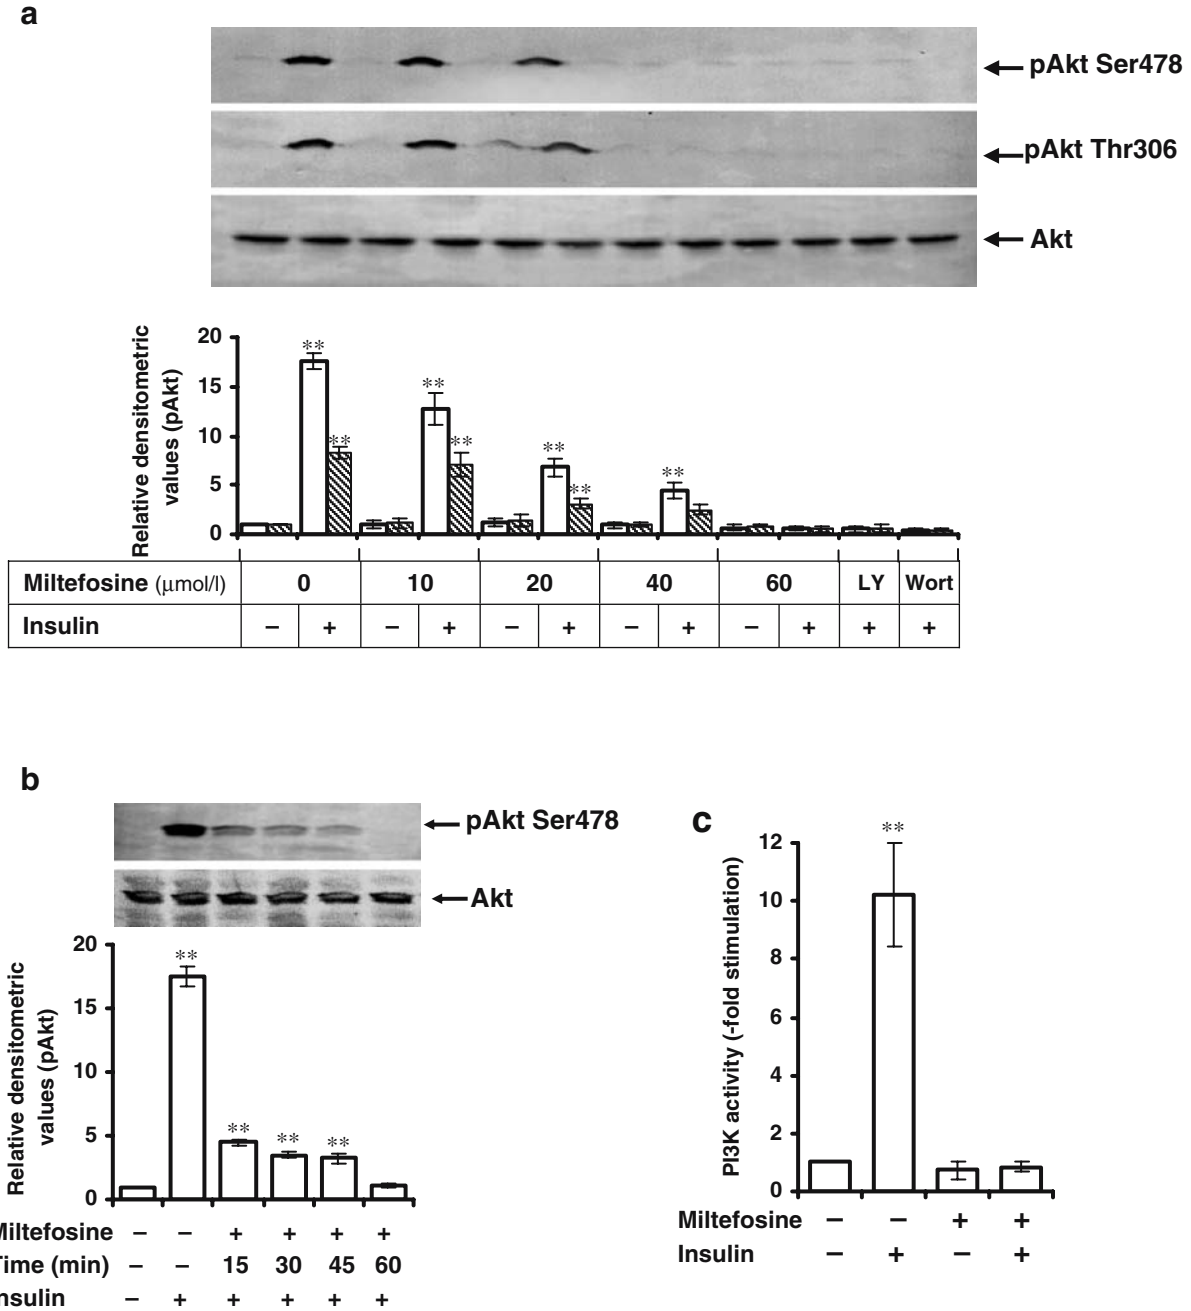 a
pAkt Ser478
pAkt Thr306
Akt
Relative densitometric
values (pAkt)
20
15
10
5
0
**
**
**
**
**
**
**
Miltefosine (μmol/l) 0 10 20 40 60 LY Wort
Insulin – + – + – + – + – + + +
b
pAkt Ser478
Akt
Relative densitometric
values (pAkt)
20
15
10
5
0
**
**
**
**
Miltefosine – – + + + +
Time (min) – – 15 30 45 60
Insulin – + + + + +
c
PI3K activity (-fold stimulation)
12
10
8
6
4
2
0
**
Miltefosine – – + +
Insulin – + – +